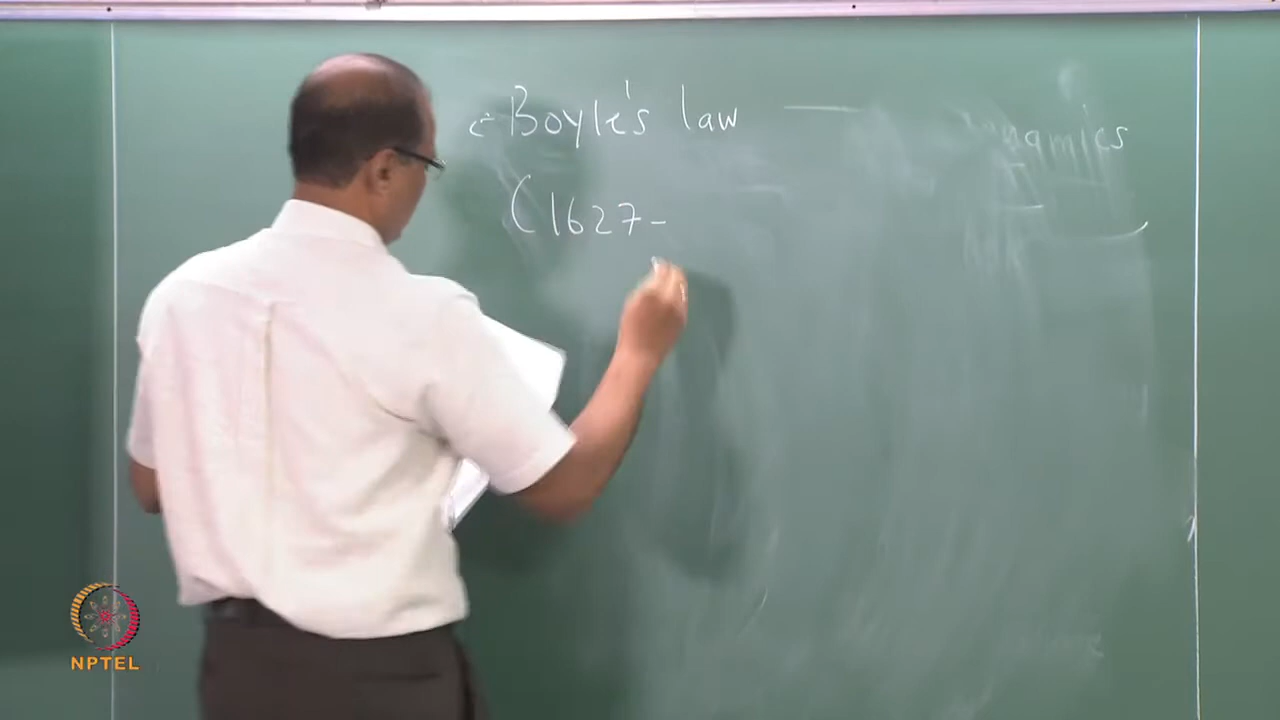 Boyle's law —
(1627-
NPTEL